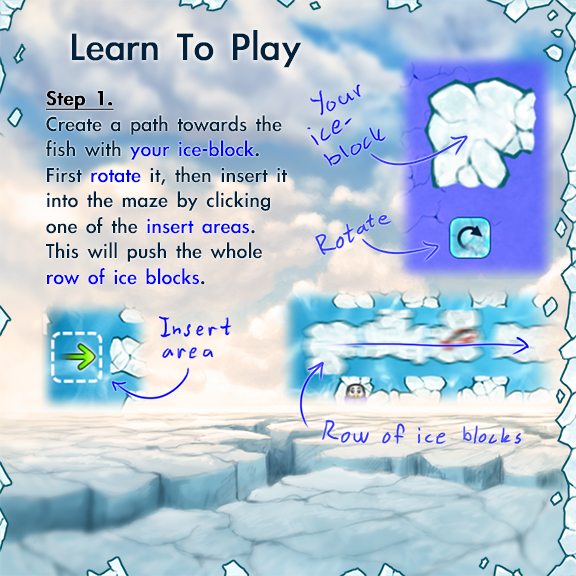 Learn To Play
Step 1.
Create a path towards the
fish with your ice-block.
First rotate it, then insert it
into the maze by clicking
one of the insert areas.
This will push the whole
row of ice blocks.
Your
ice-
block
Rotate
Insert
area
Row of ice blocks